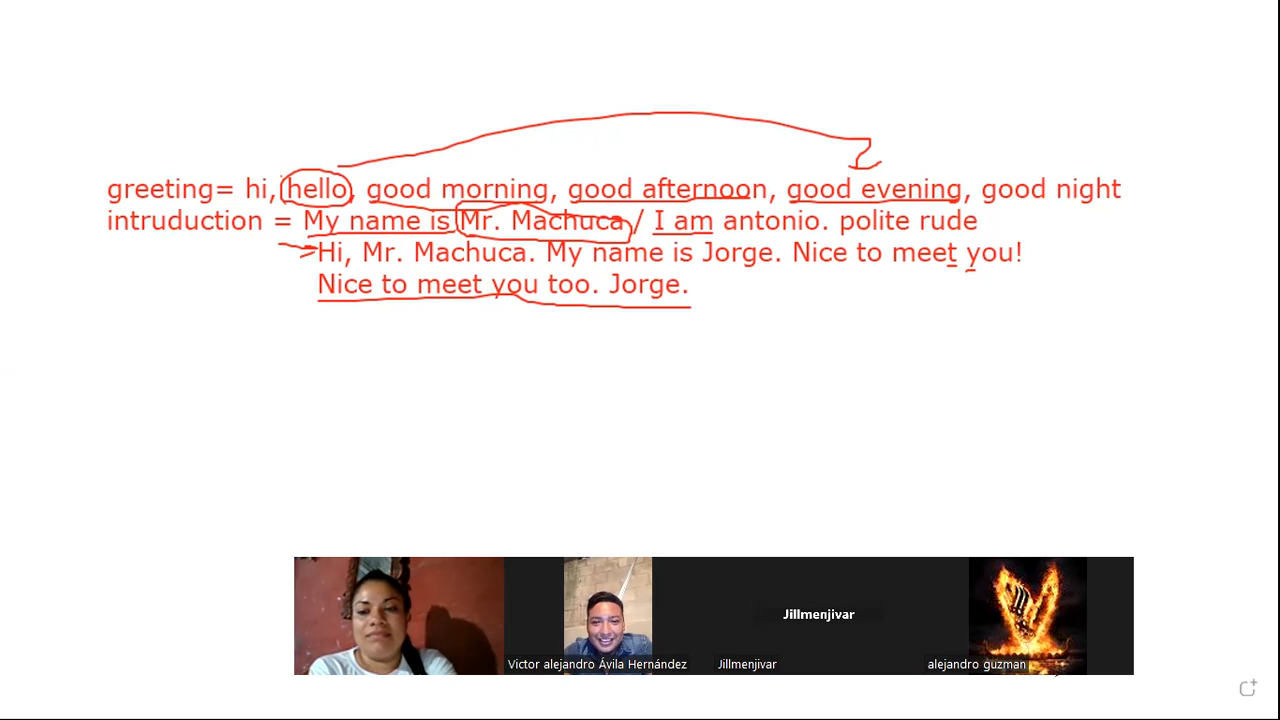 greeting= hi, hello, good morning, good afternoon, good evening, good night
intruduction = My name is Mr. Machuca / I am antonio. polite rude
Hi, Mr. Machuca. My name is Jorge. Nice to meet you!
Nice to meet you too. Jorge.
Jillmenjivar
Victor alejandro Ávila Hernández
Jillmenjivar
alejandro guzman